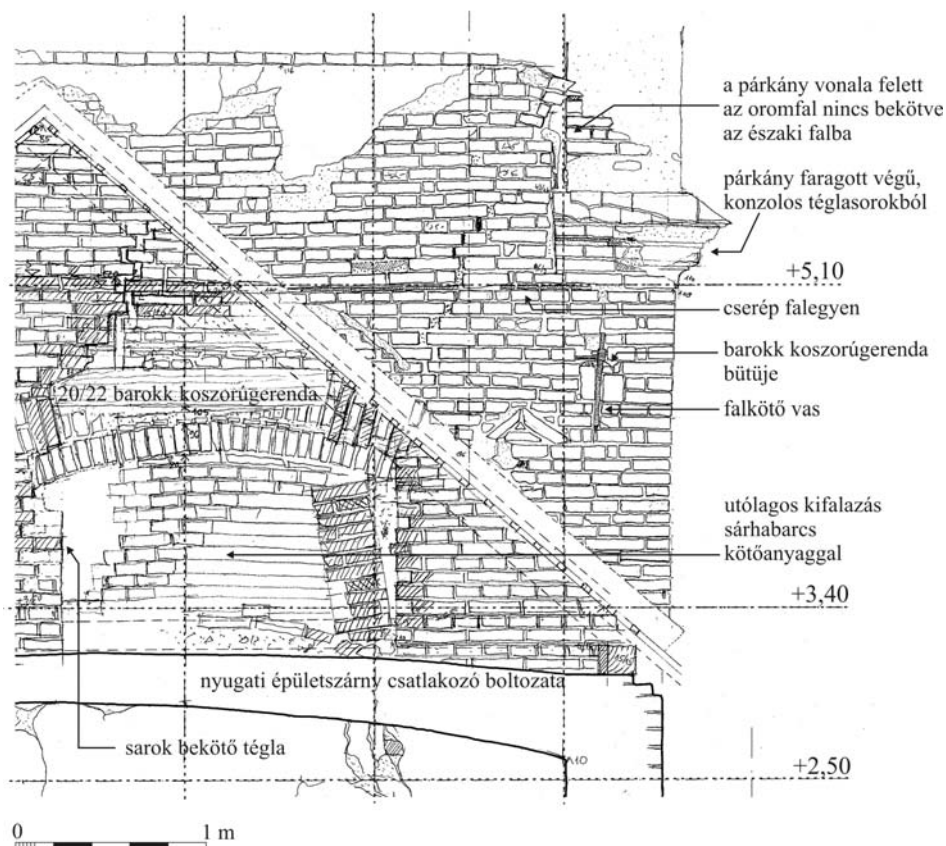 a párkány vonala felett
az oromfal nincs bekötve
az északi falba
párkány faragott végű,
konzolos téglasorokból
+5,10
cserép falegyen
barokk koszorúgerenda
bütüje
20/22 barokk koszorúgerenda
falkötő vas
utólagos kifalazás
sárhabarcs
kötőanyaggal
+3,40
nyugati épületszárny csatlakozó boltozata
sarok bekötő tégla
+2,50
0 1 m